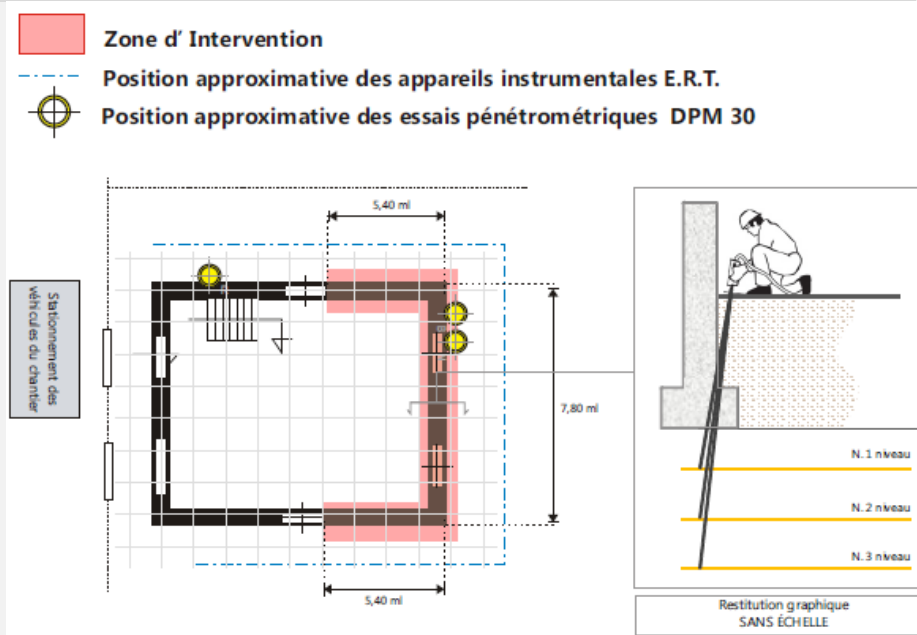 Zone d' Intervention
Position approximative des appareils instrumentales E.R.T.
Position approximative des essais pénétrométriques DPM 30
5,40 ml
Stationnement des
véhicules du chantier
7,80 ml
N. 1 niveau
N. 2 niveau
N. 3 niveau
5,40 ml
Restitution graphique
SANS ÉCHELLE